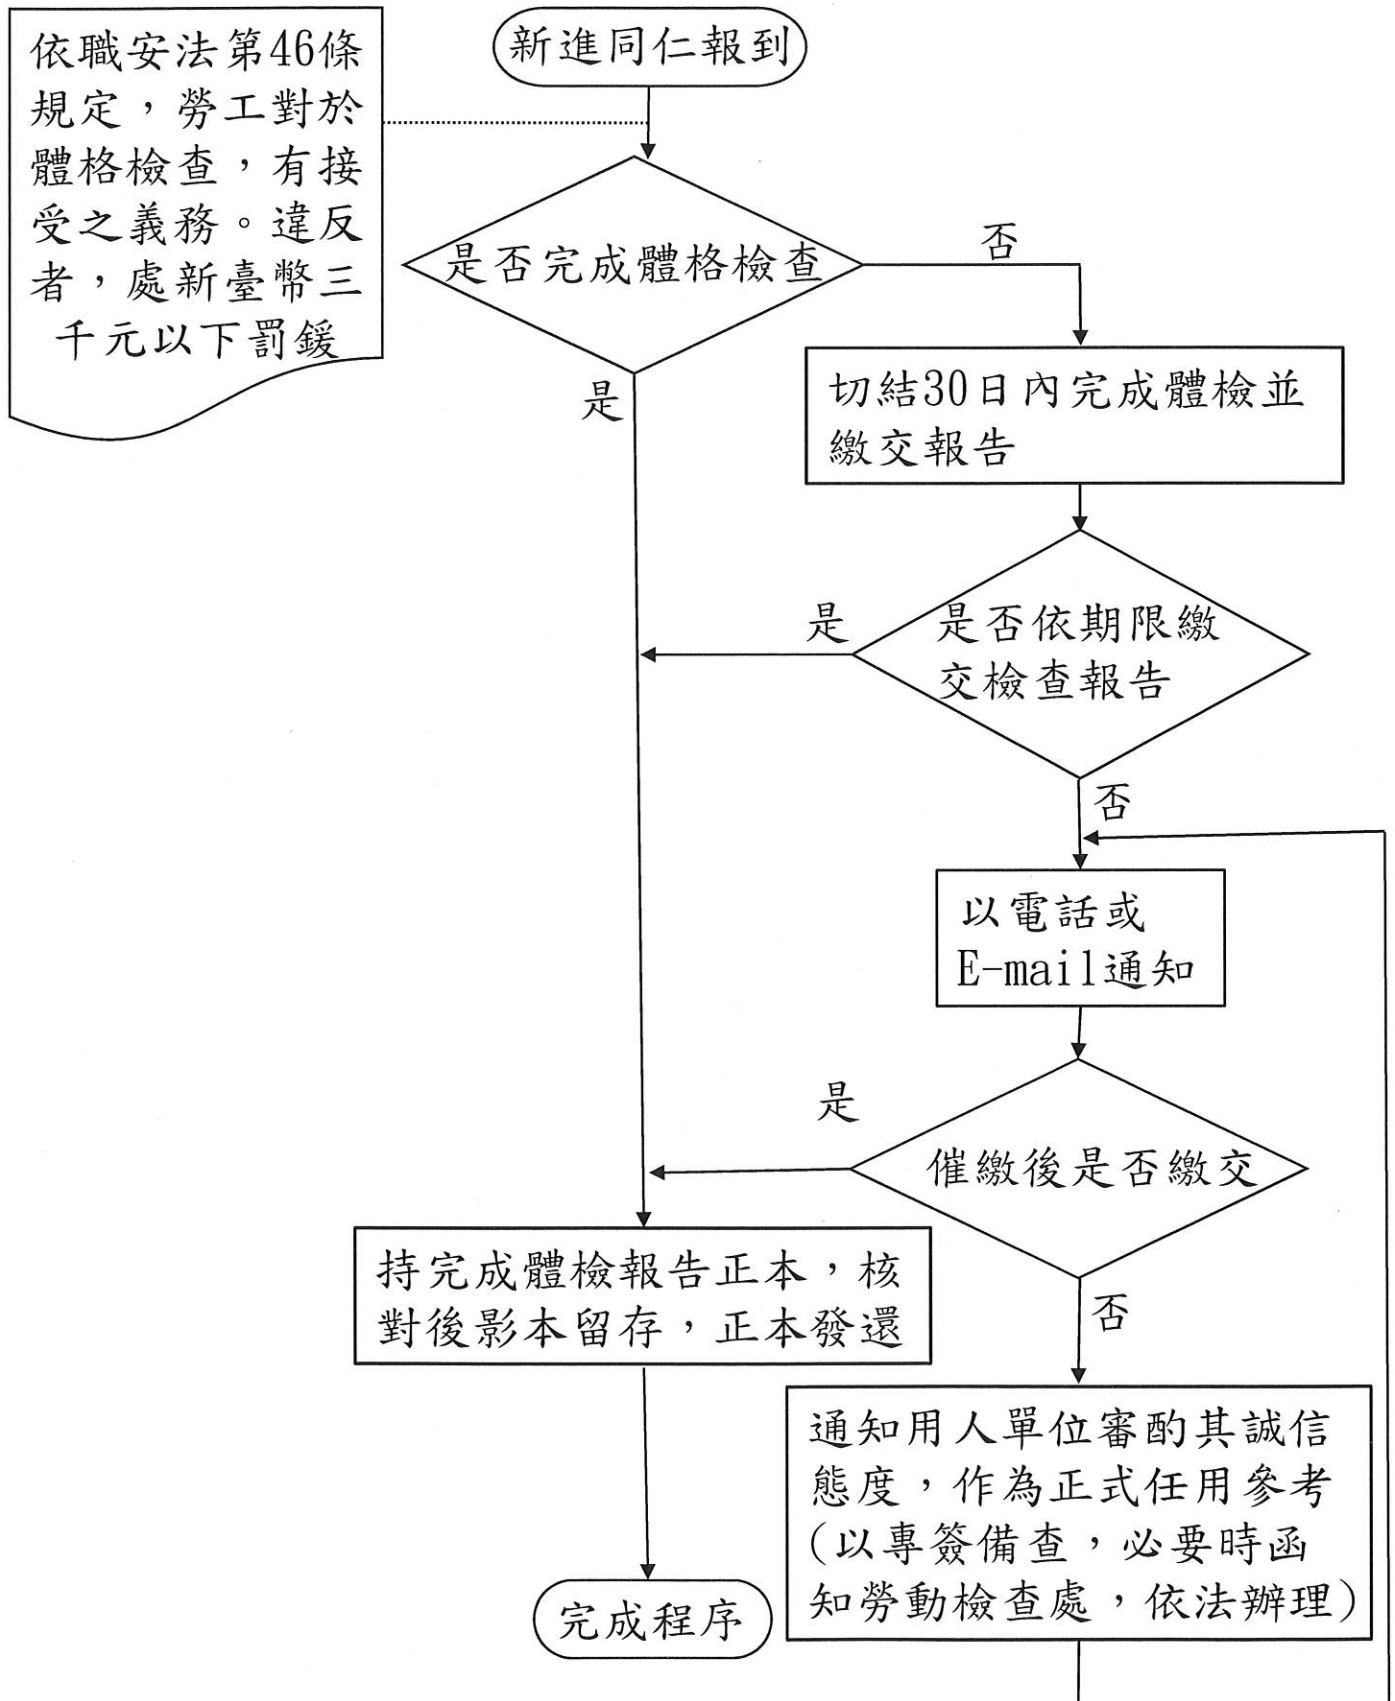 依職安法第46條
規定，勞工對於
體格檢查，有接
受之義務。違反
者，處新臺幣三
千元以下罰鍰
新進同仁報到
是否完成體格檢查
否
是
切結30日內完成體檢並
繳交報告
是否依期限繳
交檢查報告
是
否
以電話或
E-mail通知
催繳後是否繳交
是
否
持完成體檢報告正本，核
對後影本留存，正本發還
通知用人單位審酌其誠信
態度，作為正式任用參考
(以專簽備查，必要時函
知勞動檢查處，依法辦理)
完成程序